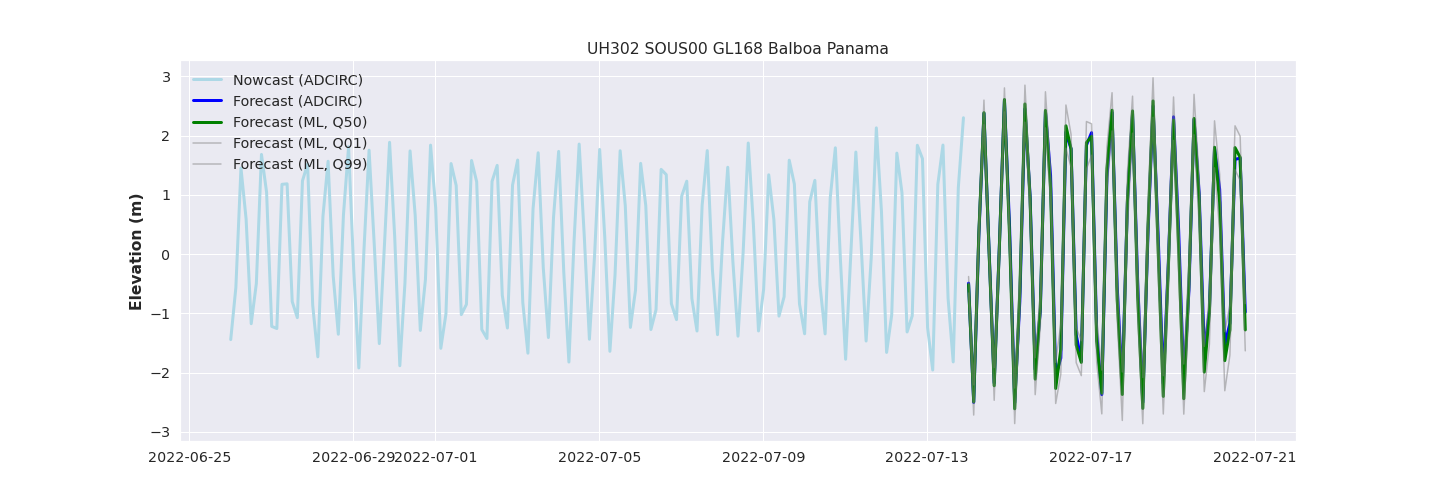 UH302 SOUS00 GL168 Balboa Panama
Nowcast (ADCIRC)
Forecast (ADCIRC)
Forecast (ML, Q50)
Forecast (ML, Q01)
Forecast (ML, Q99)
Elevation (m)
3
2
1
0
−1
−2
−3
2022-06-25 2022-06-29 2022-07-01 2022-07-05 2022-07-09 2022-07-13 2022-07-17 2022-07-21